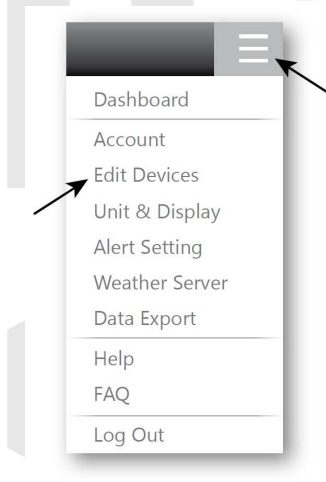 Dashboard
Account
Edit Devices
Unit & Display
Alert Setting
Weather Server
Data Export
Help
FAQ
Log Out